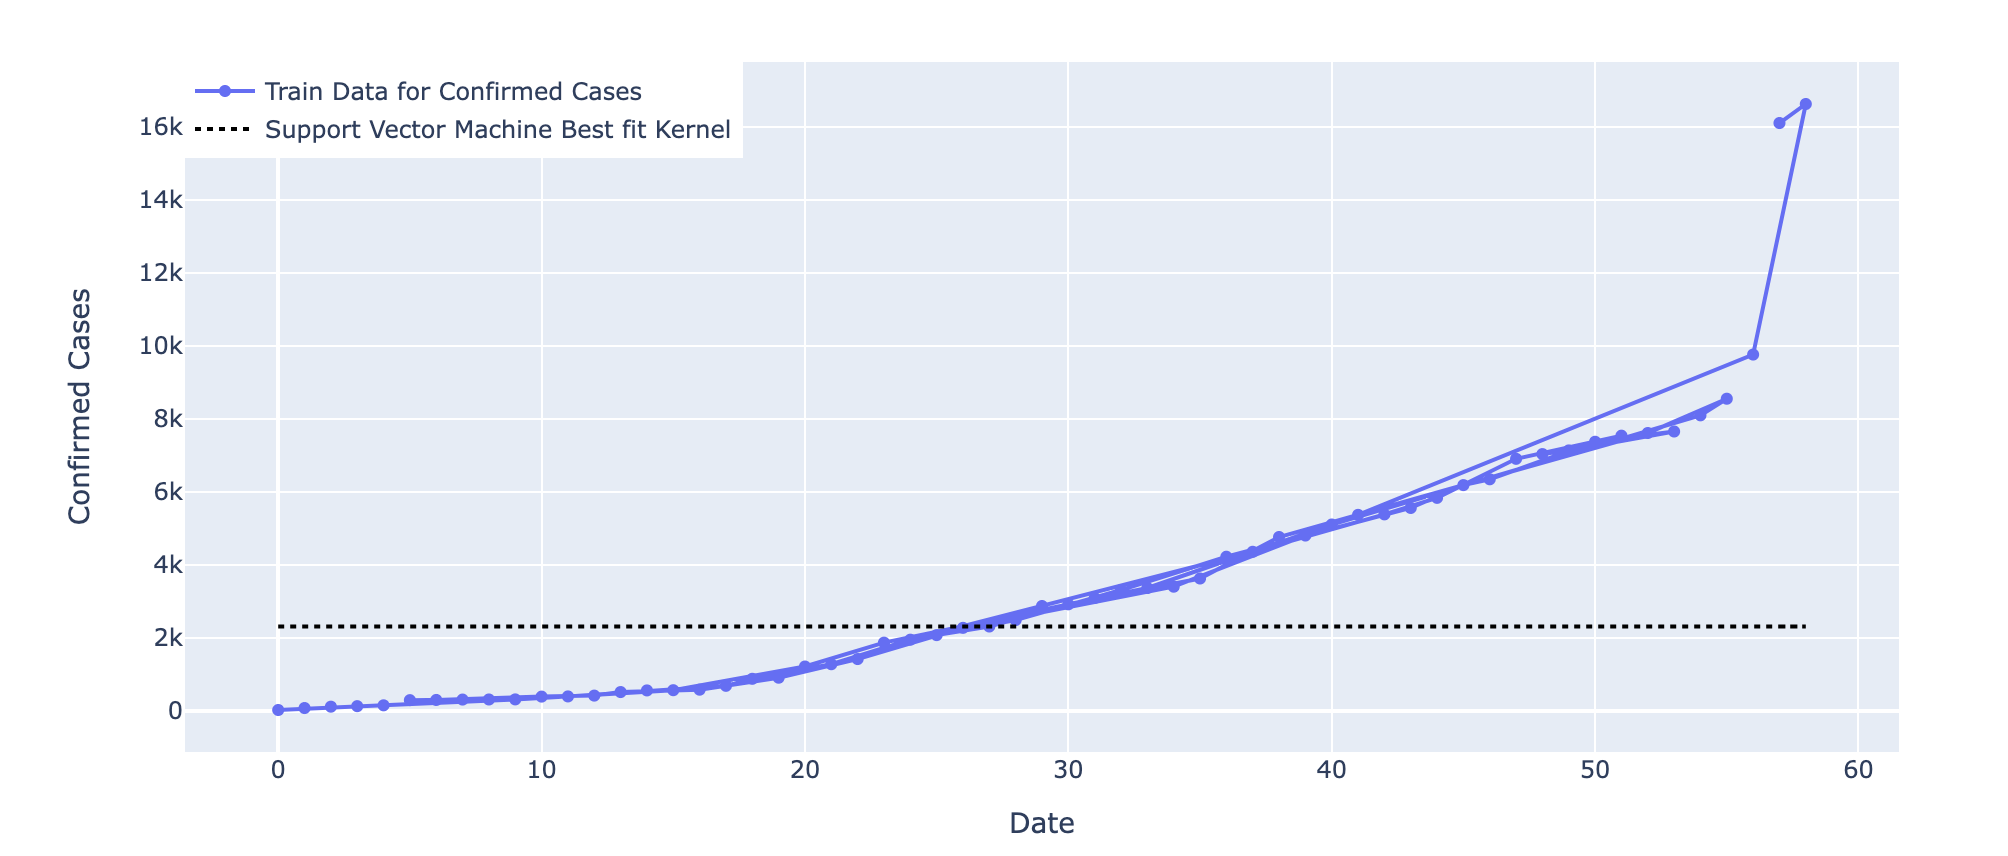 Train Data for Confirmed Cases
Support Vector Machine Best fit Kernel
16k
14k
12k
10k
8k
6k
4k
2k
0
Confirmed Cases
0 10 20 30 40 50 60
Date